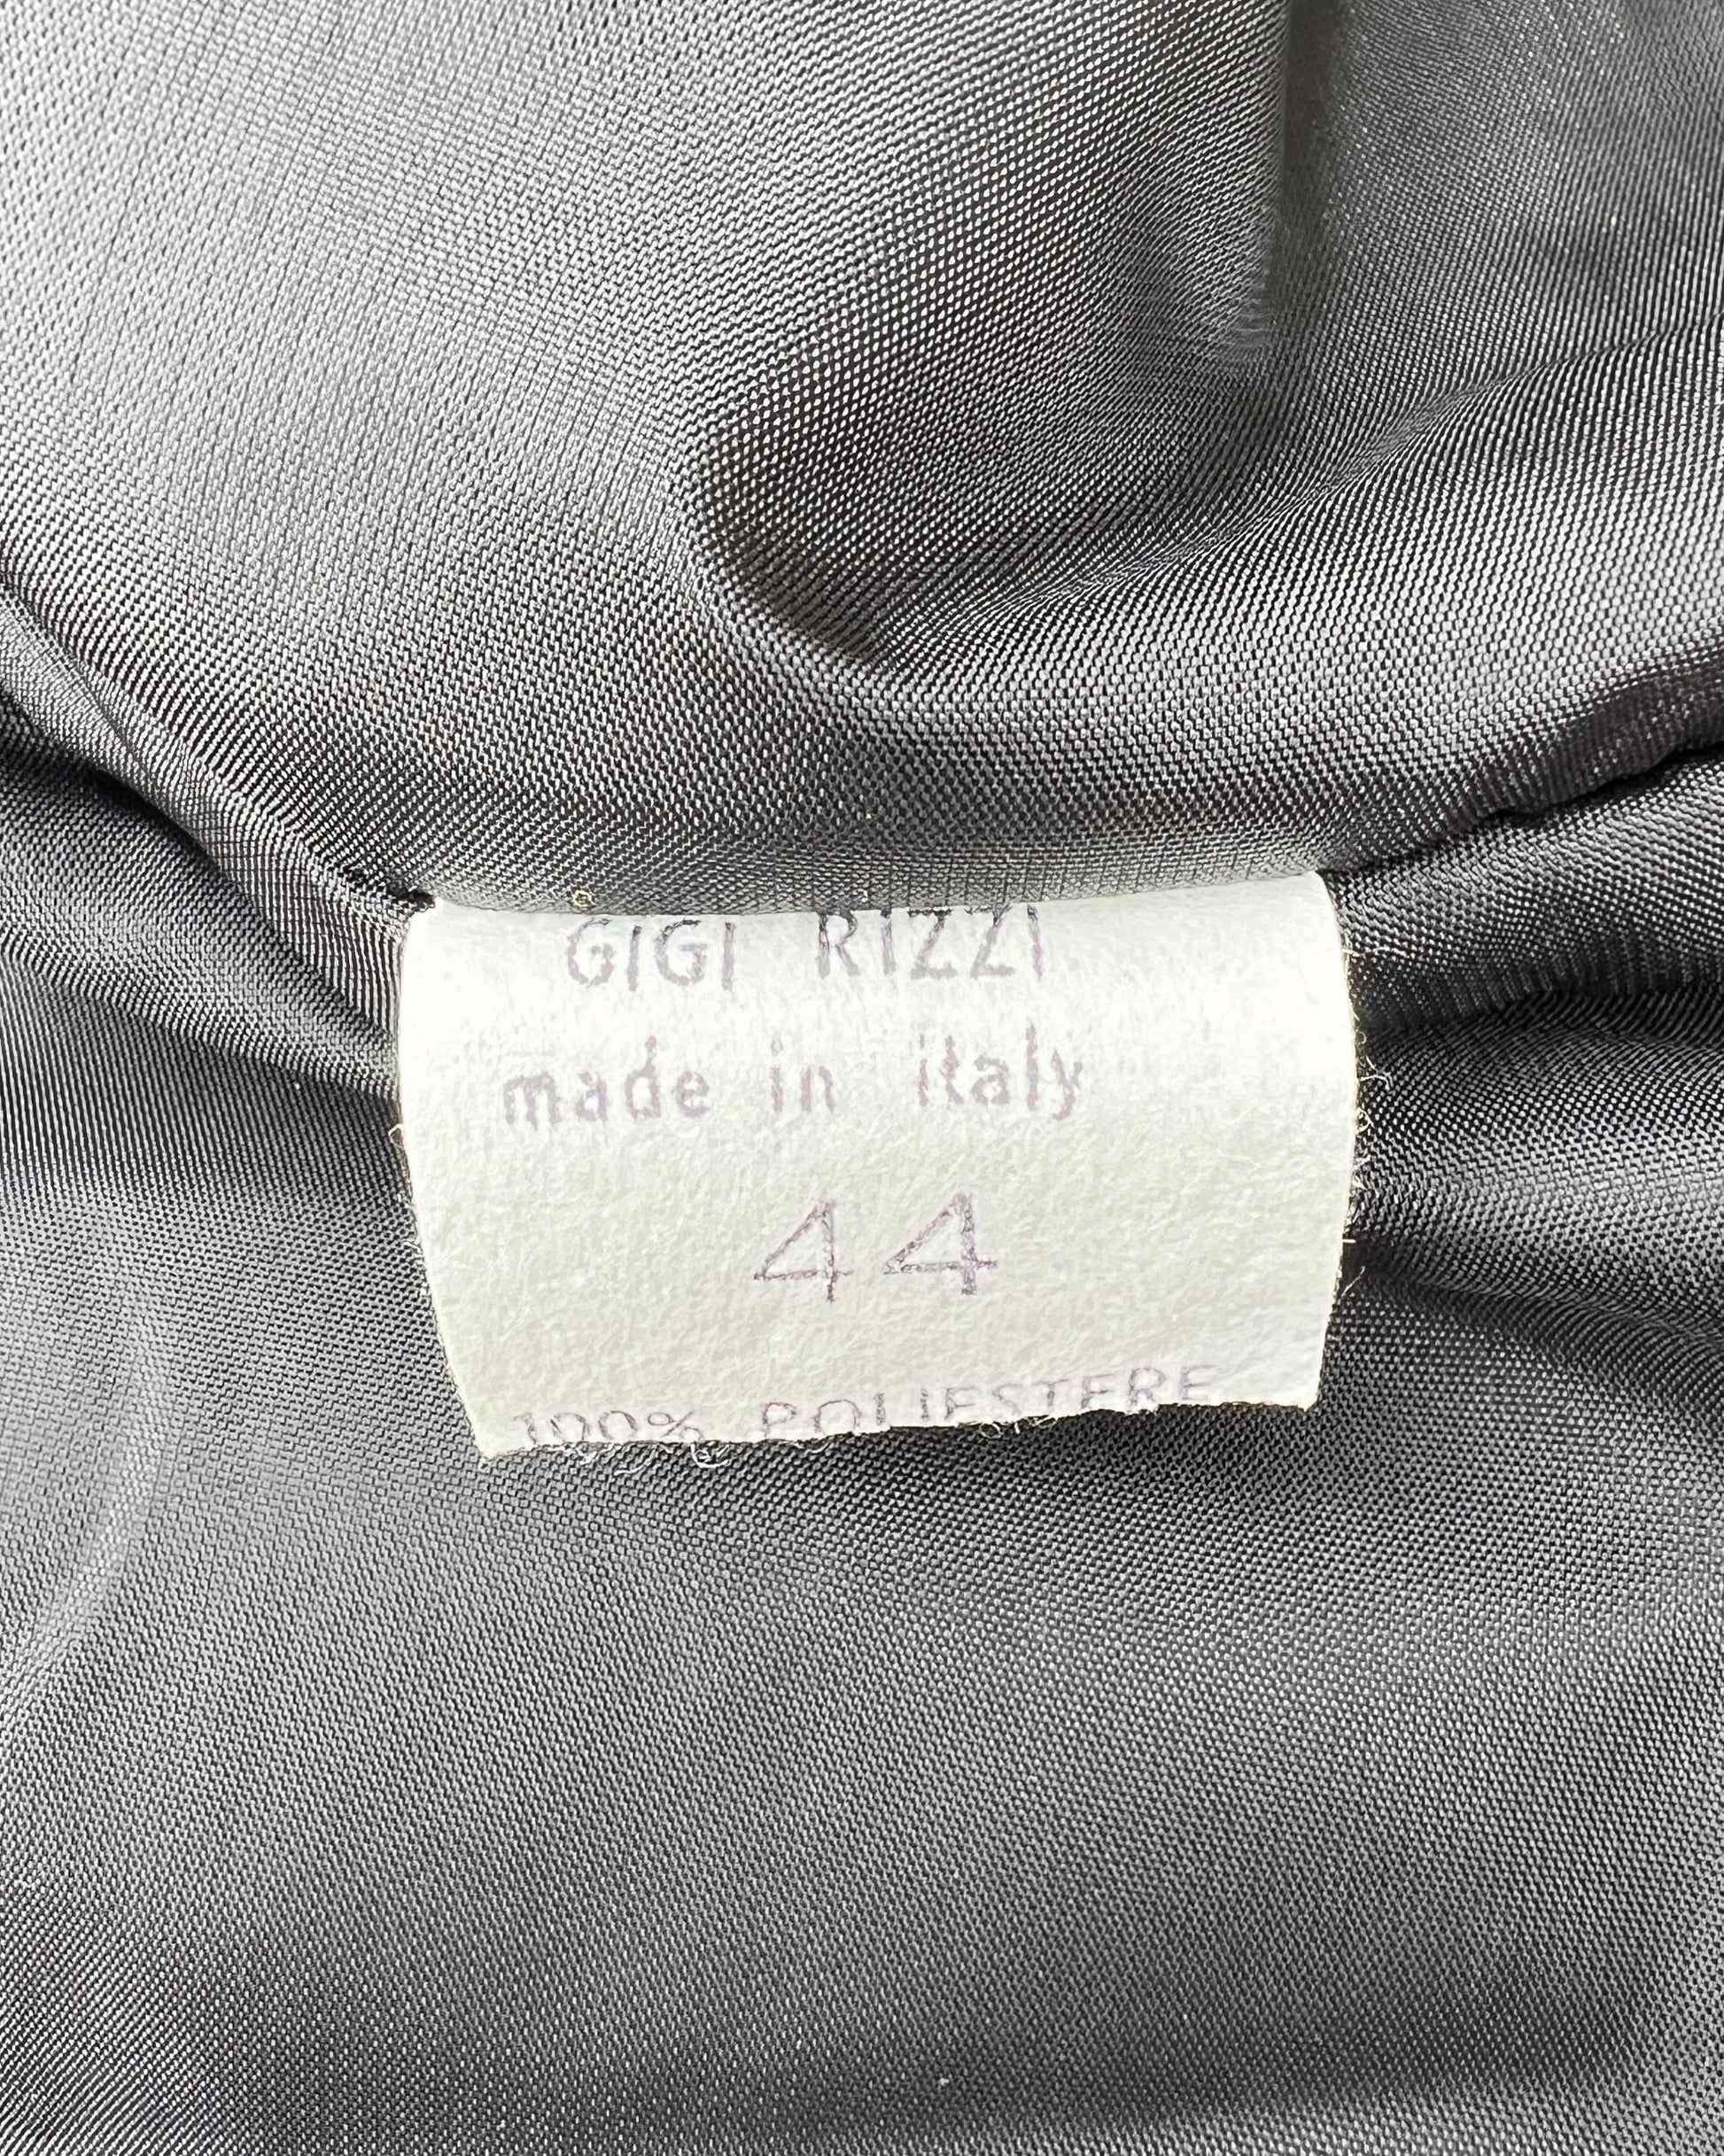 GIGI RIZZI
made in italy
44
100% POLIESTERE